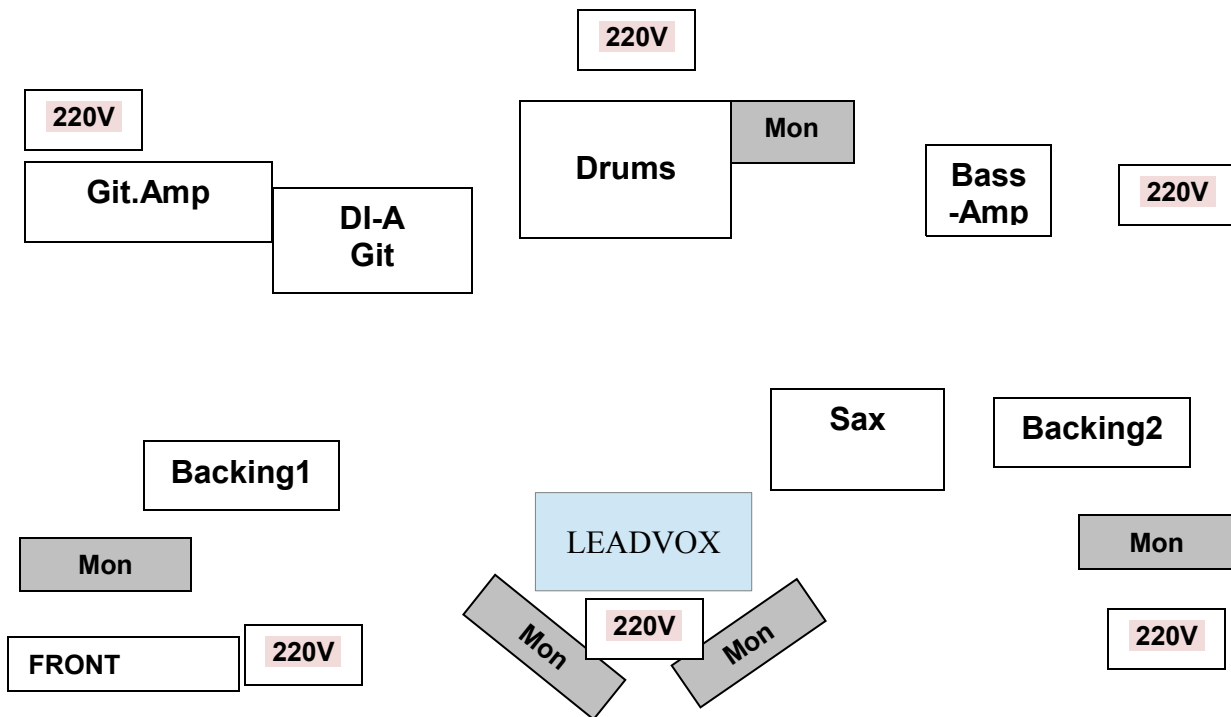 220V
220V
Mon
Drums
Bass
-Amp
220V
Git.Amp
DI-A
Git
Sax
Backing2
Backing1
LEADVOX
Mon
Mon
220V
Mon
Mon
220V
FRONT
220V